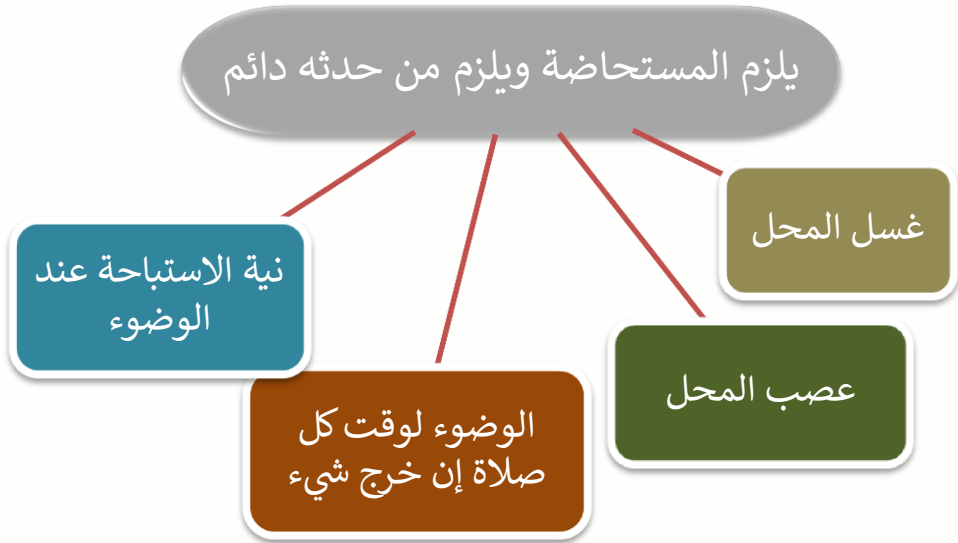 يلزم المستحاضة ويلزم من حدثه دائم
غسل المحل
عصب المحل
الوضوء لوقت كل
صلاة إن خرج شيء
نية الاستباحة عند
الوضوء